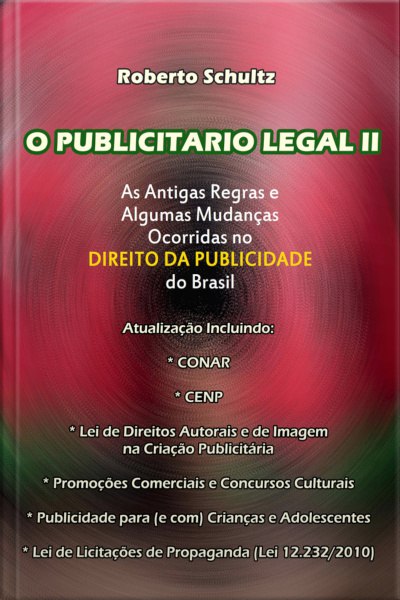 Roberto Schultz
O PUBLICITARIO LEGAL II
As Antigas Regras e
Algumas Mudanças
Ocorridas no
DIREITO DA PUBLICIDADE
do Brasil
Atualização Incluindo:
* CONAR
* CENP
* Lei de Direitos Autorais e de Imagem
na Criação Publicitária
* Promoções Comerciais e Concursos Culturais
* Publicidade para (e com) Crianças e Adolescentes
* Lei de Licitações de Propaganda (Lei 12.232/2010)